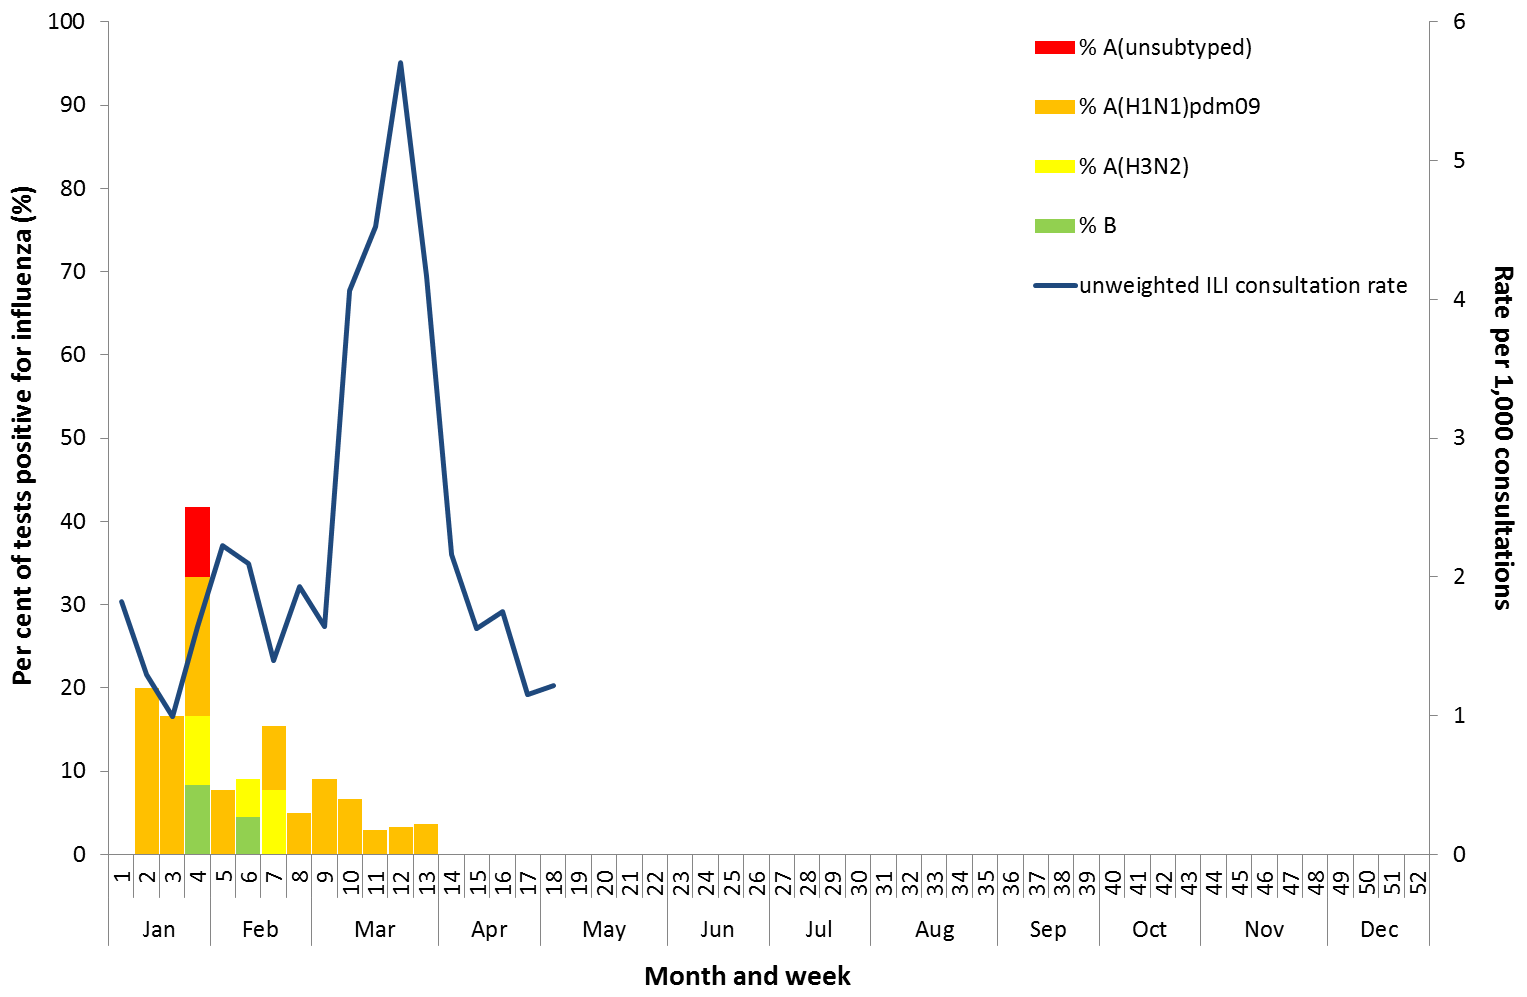 100
90
80
70
60
50
40
30
20
10
0
Per cent of tests positive for influenza (%)
% A(unsubtyped)
% A(H1N1)pdm09
% A(H3N2)
% B
unweighted ILI consultation rate
6
5
4
3
2
1
0
Rate per 1,000 consultations
1 2 3 4 5 6 7 8 9 10 11 12 13 14 15 16 17 18 19 20 21 22 23 24 25 26 27 28 29 30 31 32 33 34 35 36 37 38 39 40 41 42 43 44 45 46 47 48 49 50 51 52
Jan Feb Mar Apr May Jun Jul Aug Sep Oct Nov Dec
Month and week